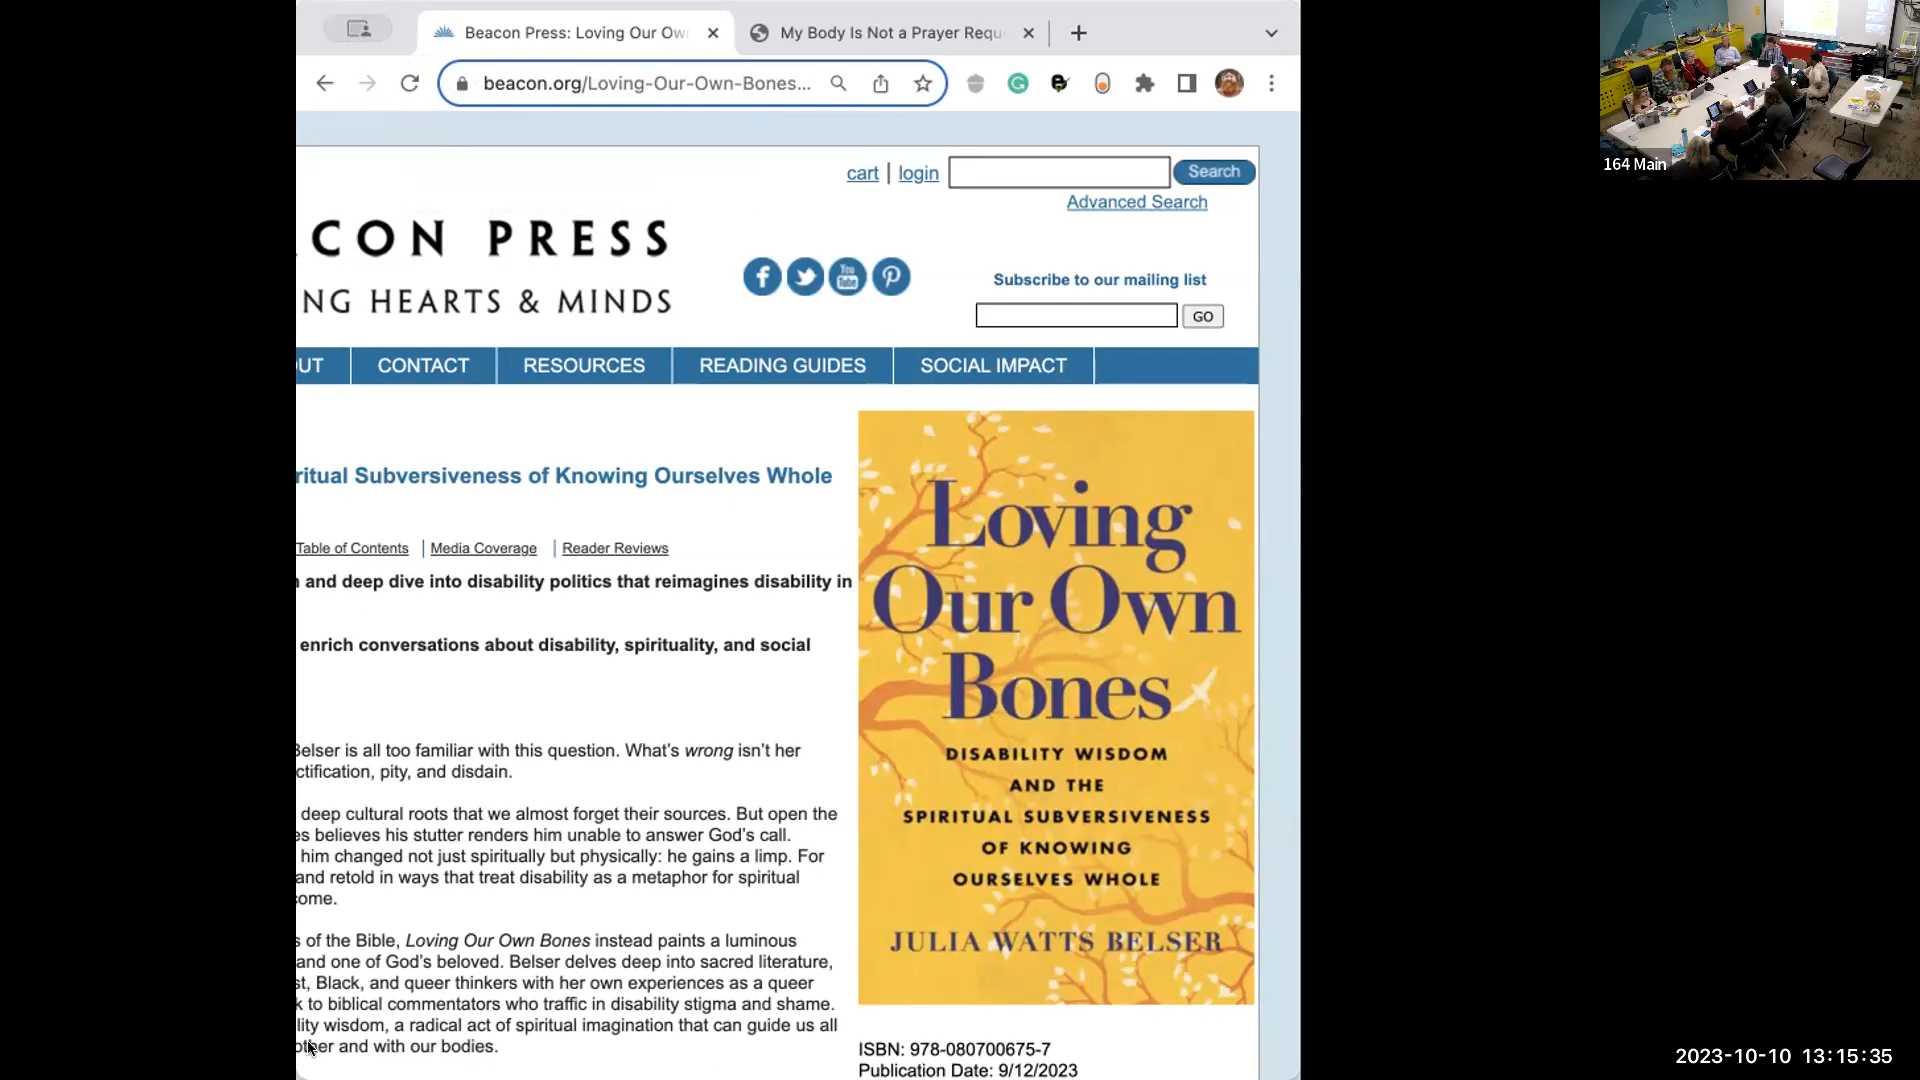 Beacon Press: Loving Our Ow
My Body Is Not a Prayer Requ
beacon.org/Loving-Our-Own-Bones...
164 Main
cart | login
Search
Advanced Search
CON PRESS
NG HEARTS & MINDS
You
Tube
Subscribe to our mailing list
GO
OUT
CONTACT
RESOURCES
READING GUIDES
SOCIAL IMPACT
ritual Subversiveness of Knowing Ourselves Whole
Table of Contents | Media Coverage | Reader Reviews
and deep dive into disability politics that reimagines disability in
enrich conversations about disability, spirituality, and social
Belser is all too familiar with this question. What's wrong isn't her
ctification, pity, and disdain.
deep cultural roots that we almost forget their sources. But open the
es believes his stutter renders him unable to answer God's call.
him changed not just spiritually but physically: he gains a limp. For
and retold in ways that treat disability as a metaphor for spiritual
come.
s of the Bible, Loving Our Own Bones instead paints a luminous
and one of God's beloved. Belser delves deep into sacred literature,
st, Black, and queer thinkers with her own experiences as a queer
k to biblical commentators who traffic in disability stigma and shame.
lity wisdom, a radical act of spiritual imagination that can guide us all
other and with our bodies.
Loving
Our Own
Bones
DISABILITY WISDOM
AND THE
SPIRITUAL SUBVERSIVENESS
OF KNOWING
OURSELVES WHOLE
JULIA WATTS BELSER
ISBN: 978-080700675-7
Publication Date: 9/12/2023
2023-10-10 13:15:35